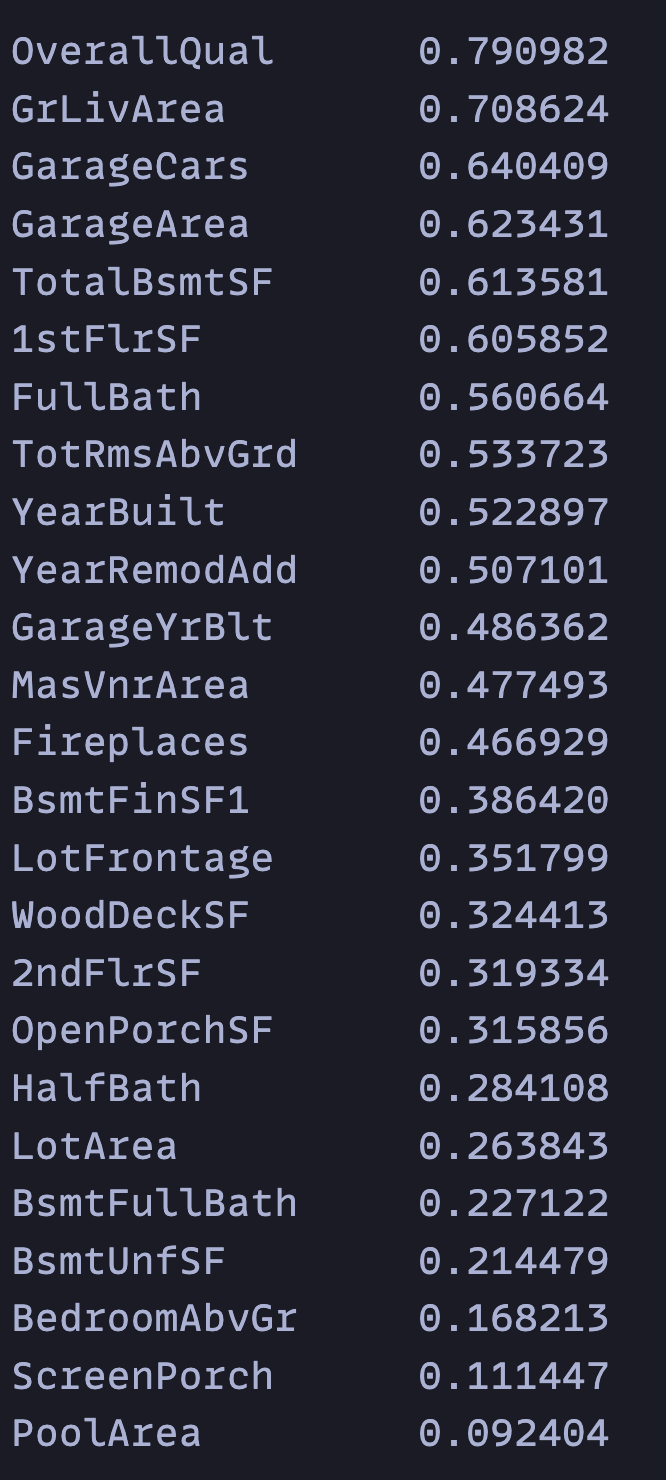 OverallQual 0.790982
GrLivArea 0.708624
GarageCars 0.640409
GarageArea 0.623431
TotalBsmtSF 0.613581
1stFlrSF 0.605852
FullBath 0.560664
TotRmsAbvGrd 0.533723
YearBuilt 0.522897
YearRemodAdd 0.507101
GarageYrBlt 0.486362
MasVnrArea 0.477493
Fireplaces 0.466929
BsmtFinSF1 0.386420
LotFrontage 0.351799
WoodDeckSF 0.324413
2ndFlrSF 0.319334
OpenPorchSF 0.315856
HalfBath 0.284108
LotArea 0.263843
BsmtFullBath 0.227122
BsmtUnfSF 0.214479
BedroomAbvGr 0.168213
ScreenPorch 0.111447
PoolArea 0.092404